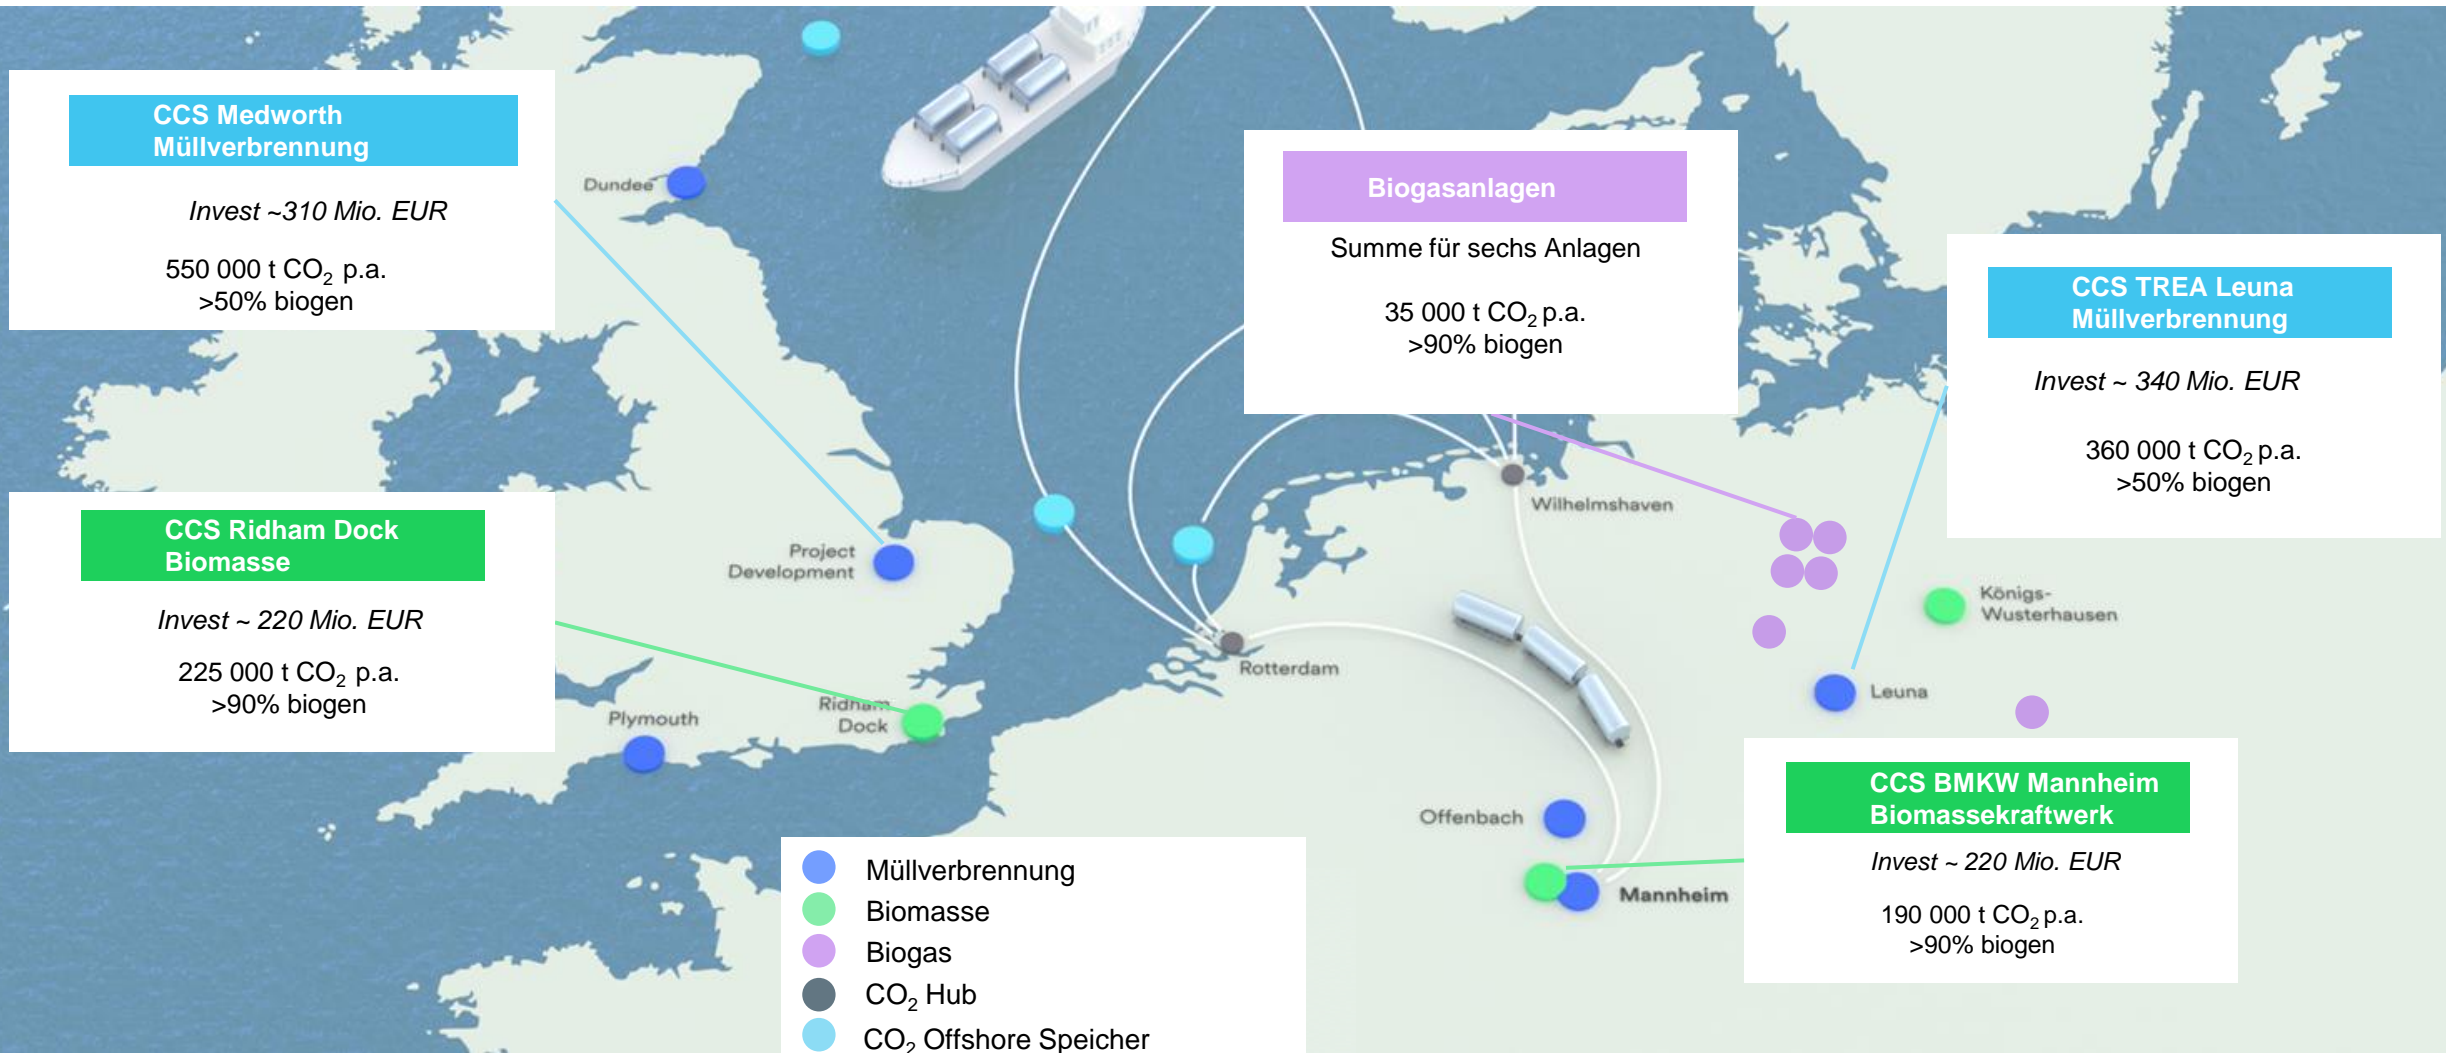 CCS Medworth
Müllverbrennung
Invest ~310 Mio. EUR
550 000 t CO₂ p.a.
>50% biogen
Dundee
Biogasanlagen
Summe für sechs Anlagen
35 000 t CO₂ p.a.
>90% biogen
CCS TREA Leuna
Müllverbrennung
Invest ~ 340 Mio. EUR
360 000 t CO₂ p.a.
>50% biogen
CCS Ridham Dock
Biomasse
Invest ~ 220 Mio. EUR
225 000 t CO₂ p.a.
>90% biogen
Project
Development
Wilhelmshaven
Rotterdam
Königs-
Wusterhausen
Leuna
Plymouth
Ridham
Dock
Offenbach
Mannheim
CCS BMKW Mannheim
Biomassekraftwerk
Invest ~ 220 Mio. EUR
190 000 t CO₂ p.a.
>90% biogen
Müllverbrennung
Biomasse
Biogas
CO₂ Hub
CO₂ Offshore Speicher